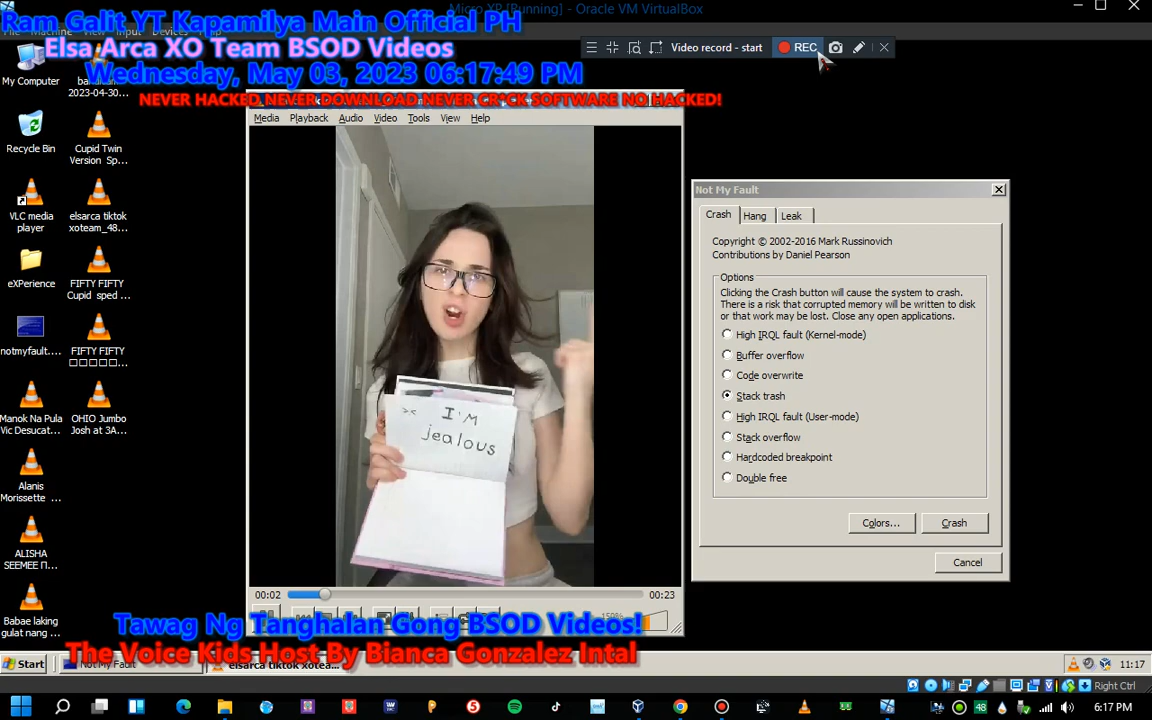 Micro XP [Running] - Oracle VM VirtualBox
Ram Galit YT Kapamilya Main Official PH
Machine Input Devices
Elsa Arca XO Team BSOD Videos
Video record - start
REC
Wednesday, May 03, 2023 06:17:49 PM
NEVER HACKED NEVER DOWNLOAD NEVER CR*CK SOFTWARE NO HACKED!
My Computer
2023-04-30...
Recycle Bin
Cupid Twin
Version Sp...
VLC media
player
elsarca tiktok
xoteam_48...
eXPerience
FIFTY FIFTY
Cupid sped ...
notmyfault....
FIFTY FIFTY
□□□□□...
Manok Na Pula
Vic Desucat...
OHIO Jumbo
Josh at 3A...
Alanis
Morissette ...
ALISHA
SEEMEE П...
Babae laking
gulat nang ...
Media Playback Audio Video Tools View Help
>< I'M
jealous
00:02
00:23
150%
Not My Fault
Crash Hang Leak
Copyright © 2002-2016 Mark Russinovich
Contributions by Daniel Pearson
Options
Clicking the Crash button will cause the system to crash.
There is a risk that corrupted memory will be written to disk
or that work may be lost. Close any open applications.
High IRQL fault (Kernel-mode)
Buffer overflow
Code overwrite
Stack trash
High IRQL fault (User-mode)
Stack overflow
Hardcoded breakpoint
Double free
Colors...
Crash
Cancel
Tawag Ng Tanghalan Gong BSOD Videos!
The Voice Kids Host By Bianca Gonzalez Intal
Start
Not My Fault
elsarca tiktok xotea...
11:17
Right Ctrl
48
6:17 PM